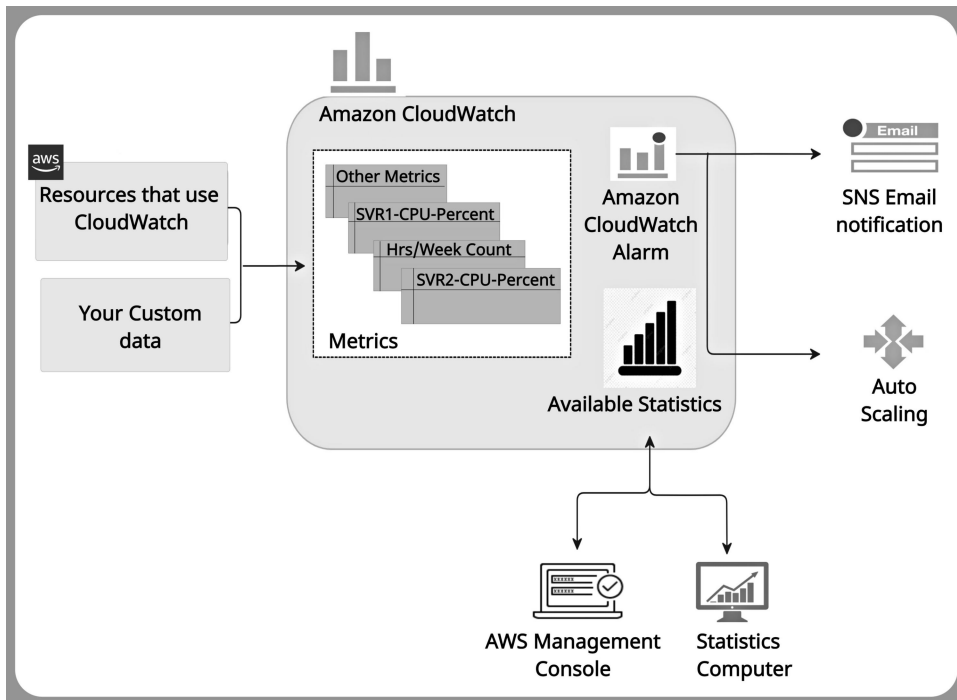 Amazon CloudWatch
aws
Resources that use
CloudWatch
Your Custom
data
Other Metrics
SVR1-CPU-Percent
Hrs/Week Count
SVR2-CPU-Percent
Metrics
Amazon
CloudWatch
Alarm
Available Statistics
Email
SNS Email
notification
Auto
Scaling
AWS Management
Console
Statistics
Computer